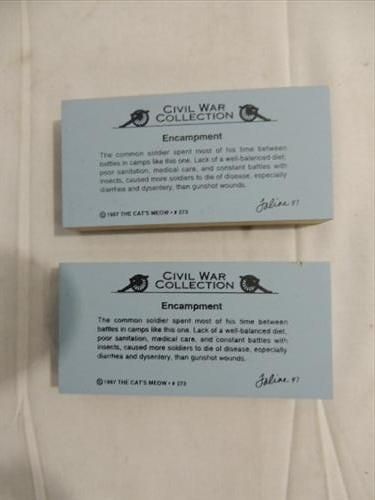 CIVIL WAR
COLLECTION
Encampment
The common soldier spent most of his time between
battles in camps like this one. Lack of a well-balanced diet,
poor sanitation, medical care, and constant battles with
insects, caused more soldiers to die of disease, especially
diarrhea and dysentery, than gunshot wounds.
© 1997 THE CAT'S MEOW • # 273
Faline 97
CIVIL WAR
COLLECTION
Encampment
The common soldier spent most of his time between
battles in camps like this one. Lack of a well-balanced diet,
poor sanitation, medical care, and constant battles with
insects, caused more soldiers to die of disease, especially
diarrhea and dysentery, than gunshot wounds.
© 1997 THE CAT'S MEOW • # 273
Faline 97